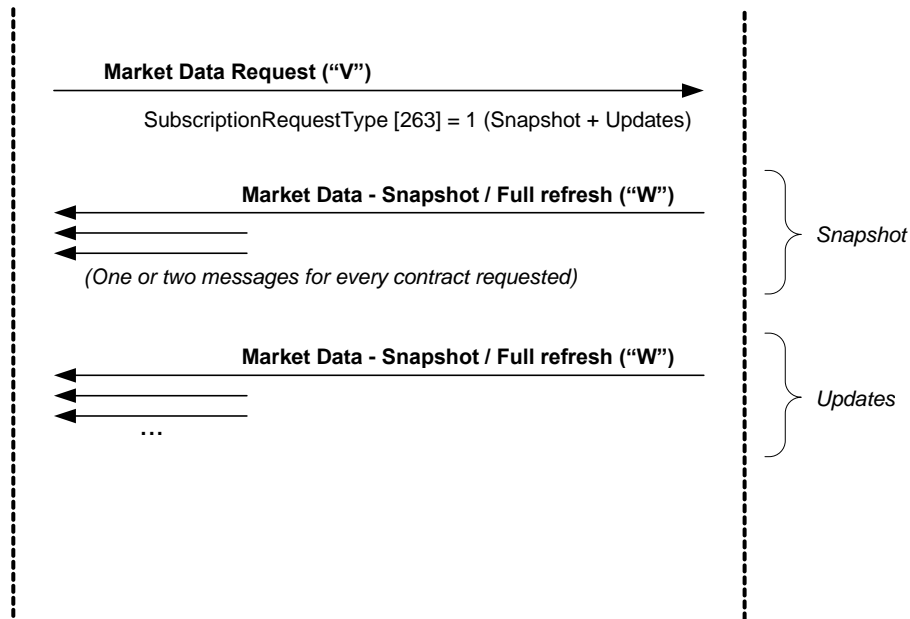 Market Data Request (“V”)
SubscriptionRequestType [263] = 1 (Snapshot + Updates)
Market Data - Snapshot / Full refresh (“W”)
Snapshot
(One or two messages for every contract requested)
Market Data - Snapshot / Full refresh (“W”)
Updates
...